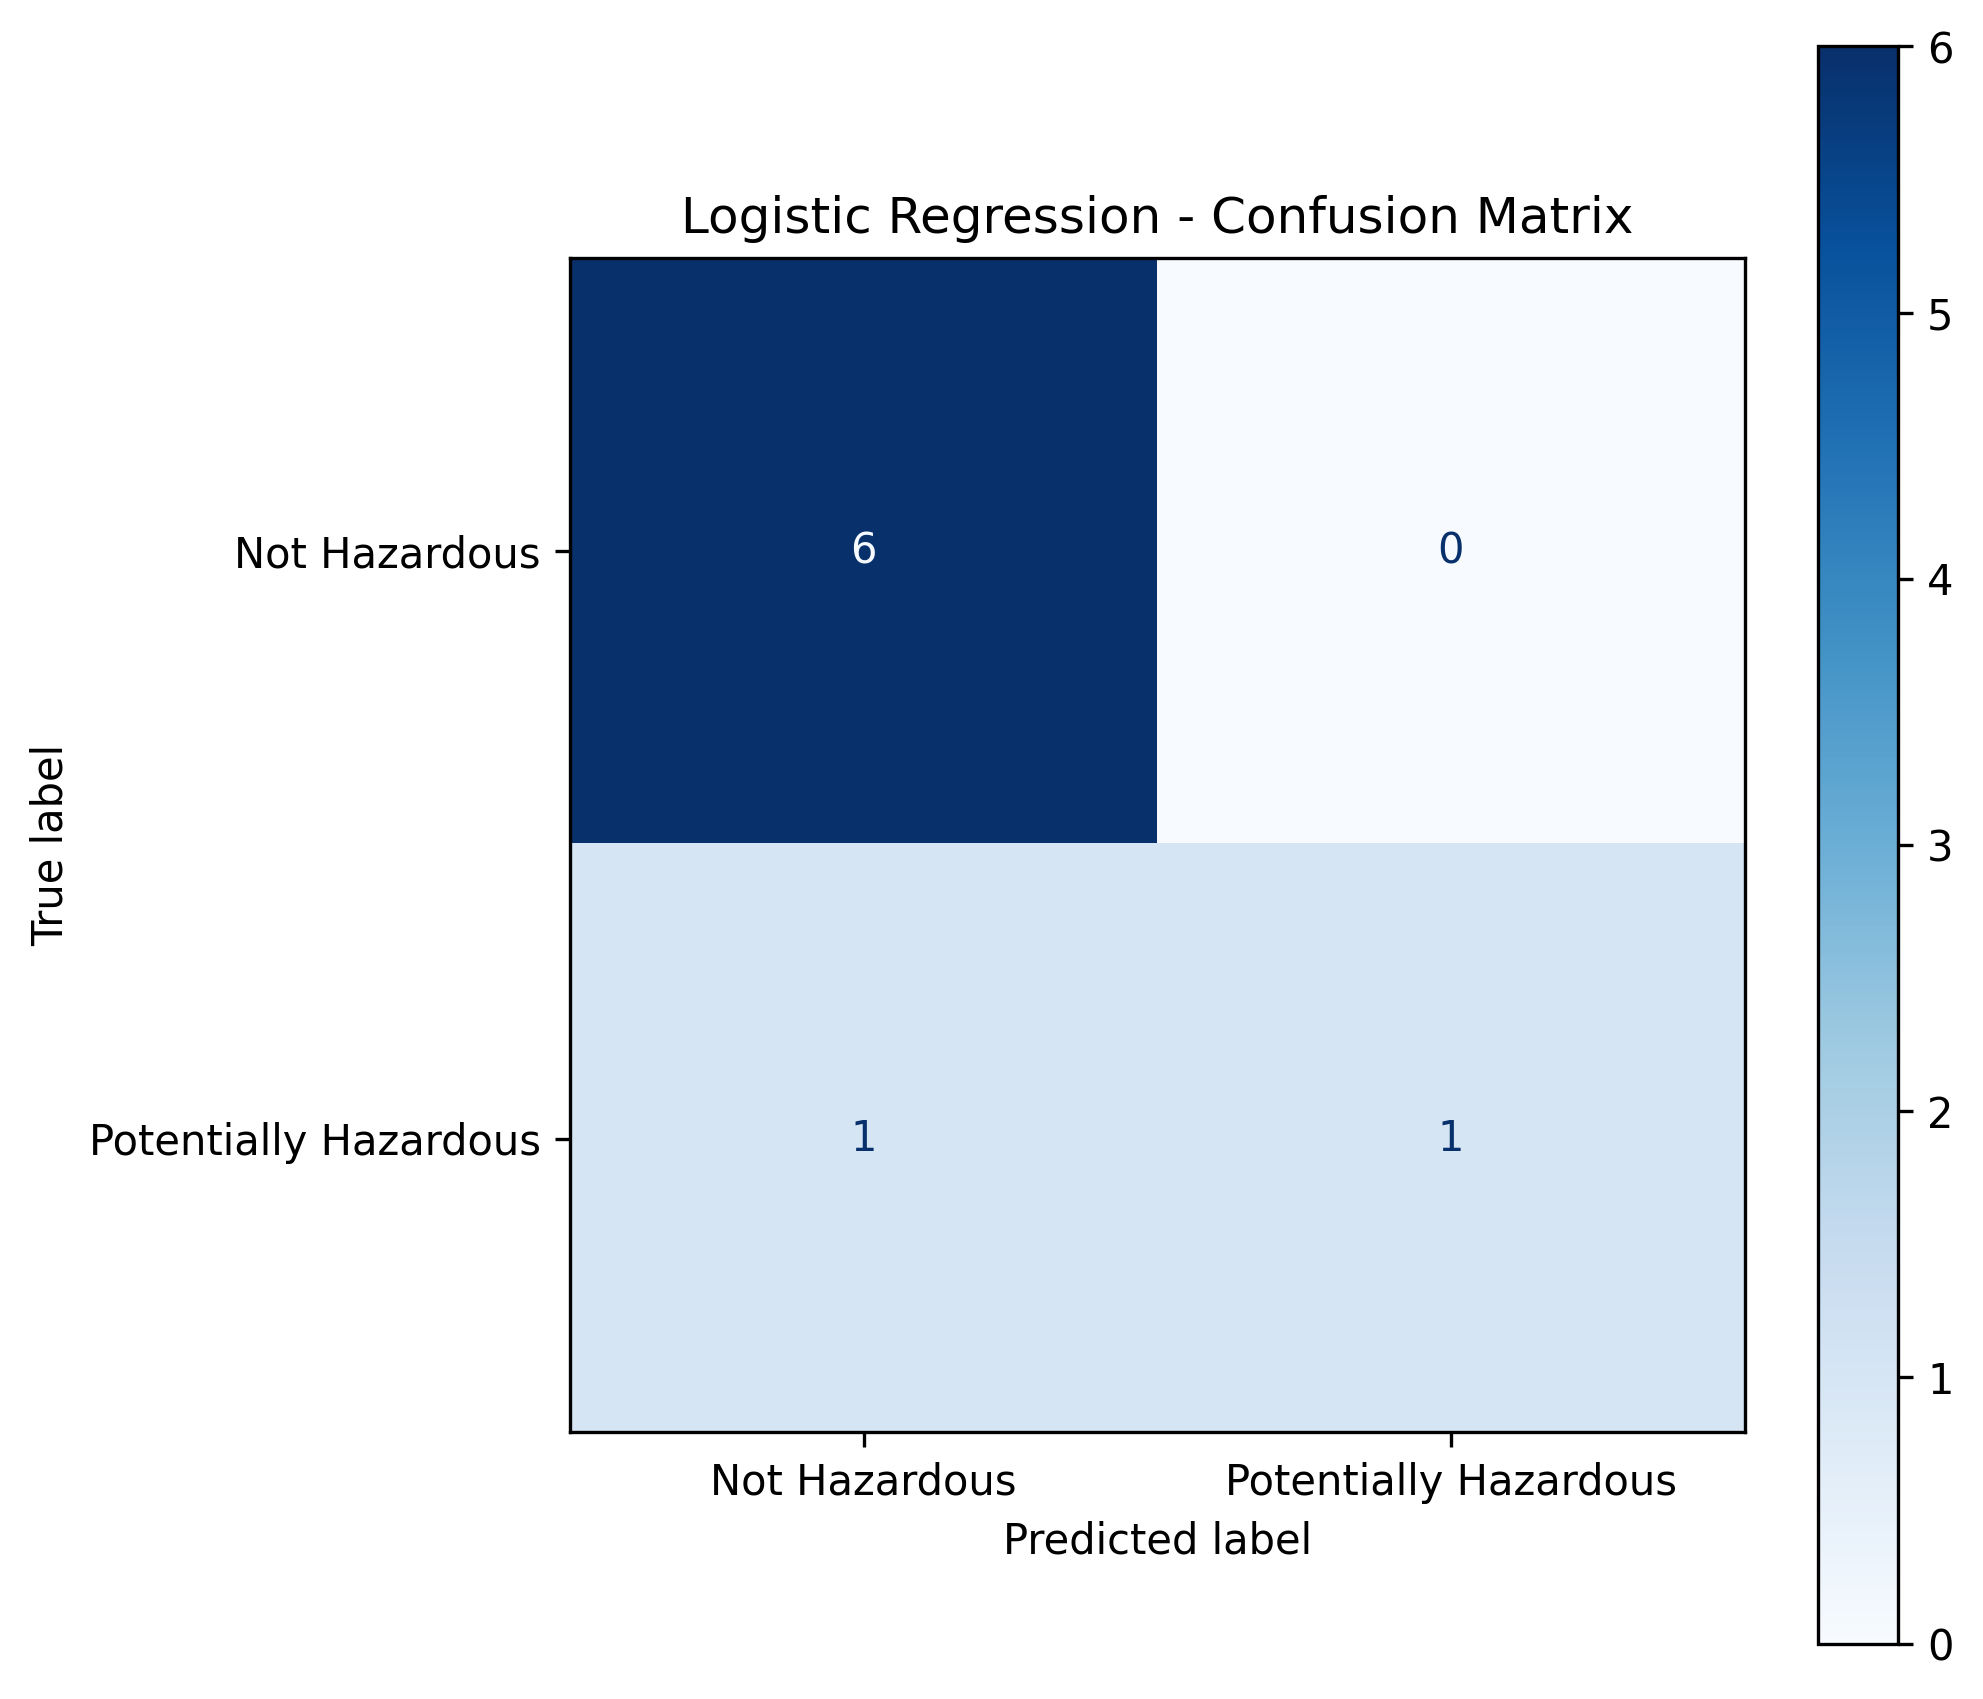 Logistic Regression - Confusion Matrix
True label
Not Hazardous
6
0
Potentially Hazardous
1
1
Not Hazardous
Potentially Hazardous
Predicted label
6
5
4
3
2
1
0